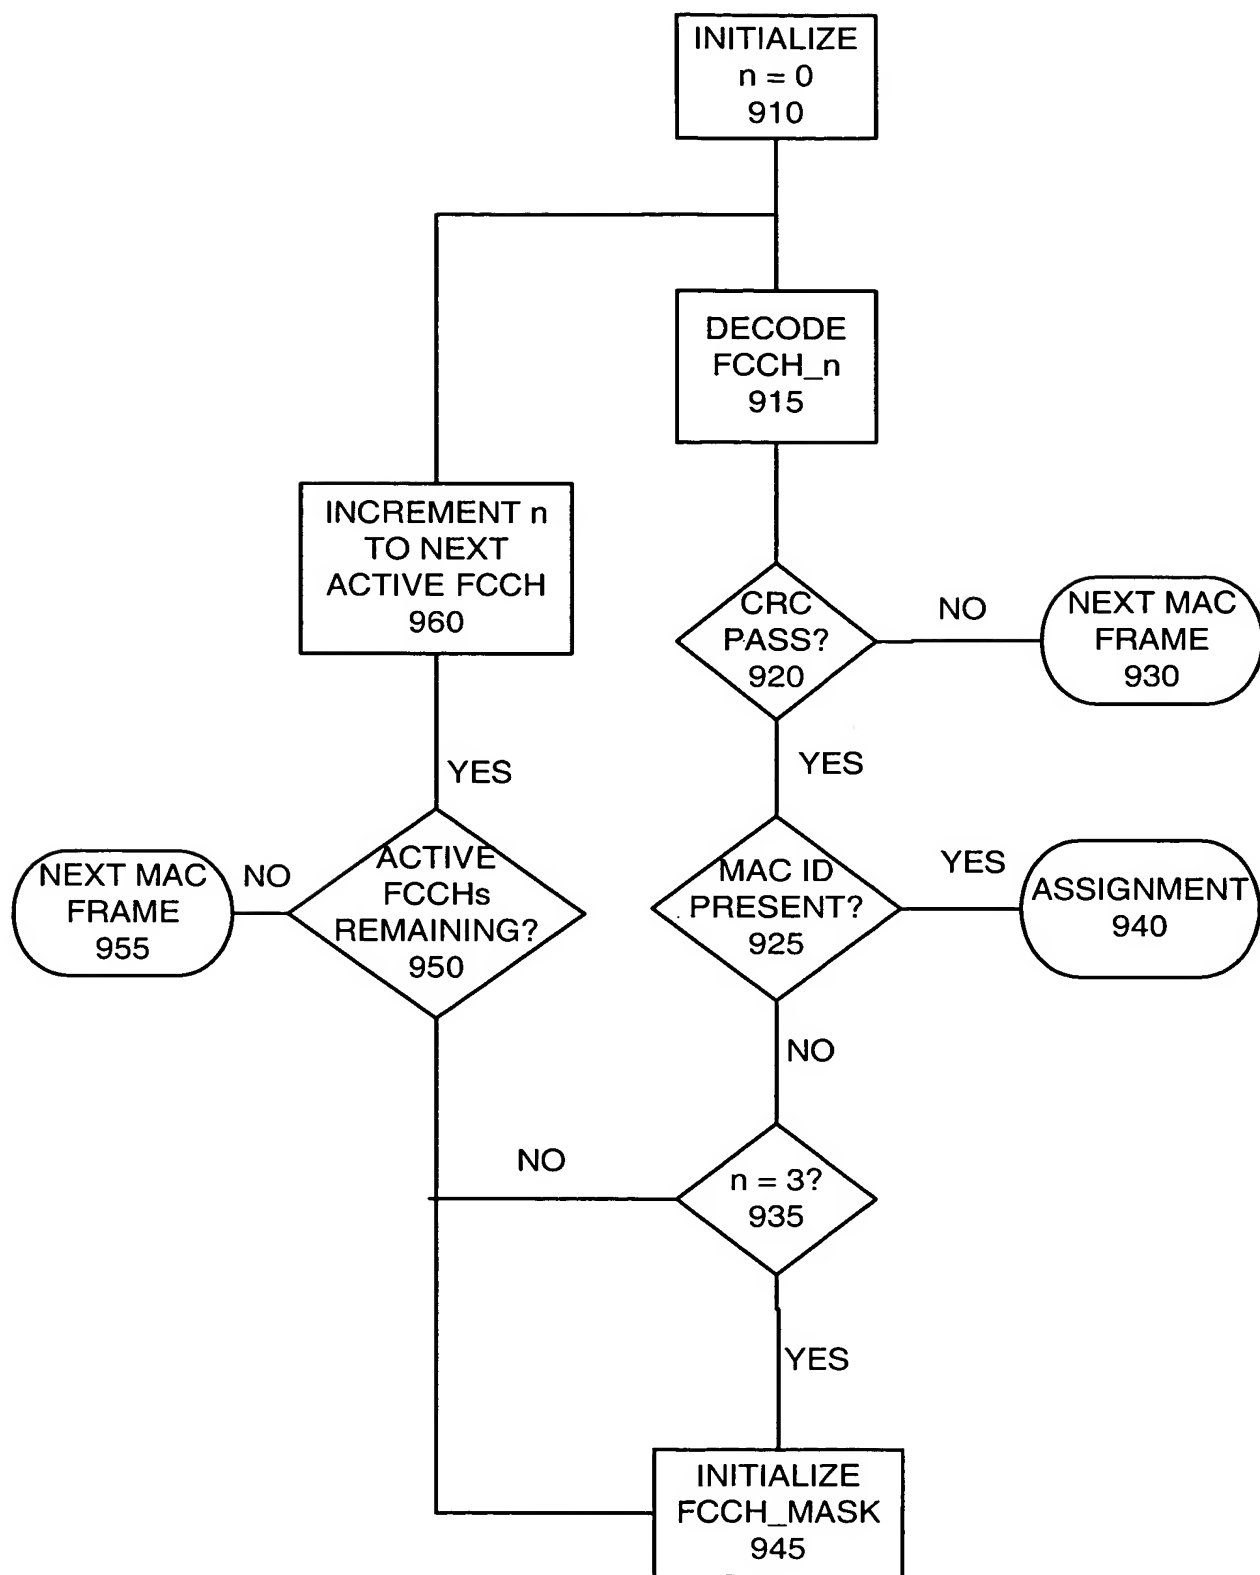 INITIALIZE
n = 0
910
DECODE
FCCH_n
915
INCREMENT n
TO NEXT
ACTIVE FCCH
960
CRC
PASS?
920
NO
NEXT MAC
FRAME
930
YES
YES
ACTIVE
FCCHs
REMAINING?
950
NO
NEXT MAC
FRAME
955
MAC ID
PRESENT?
925
YES
ASSIGNMENT
940
NO
NO
n = 3?
935
YES
INITIALIZE
FCCH_MASK
945